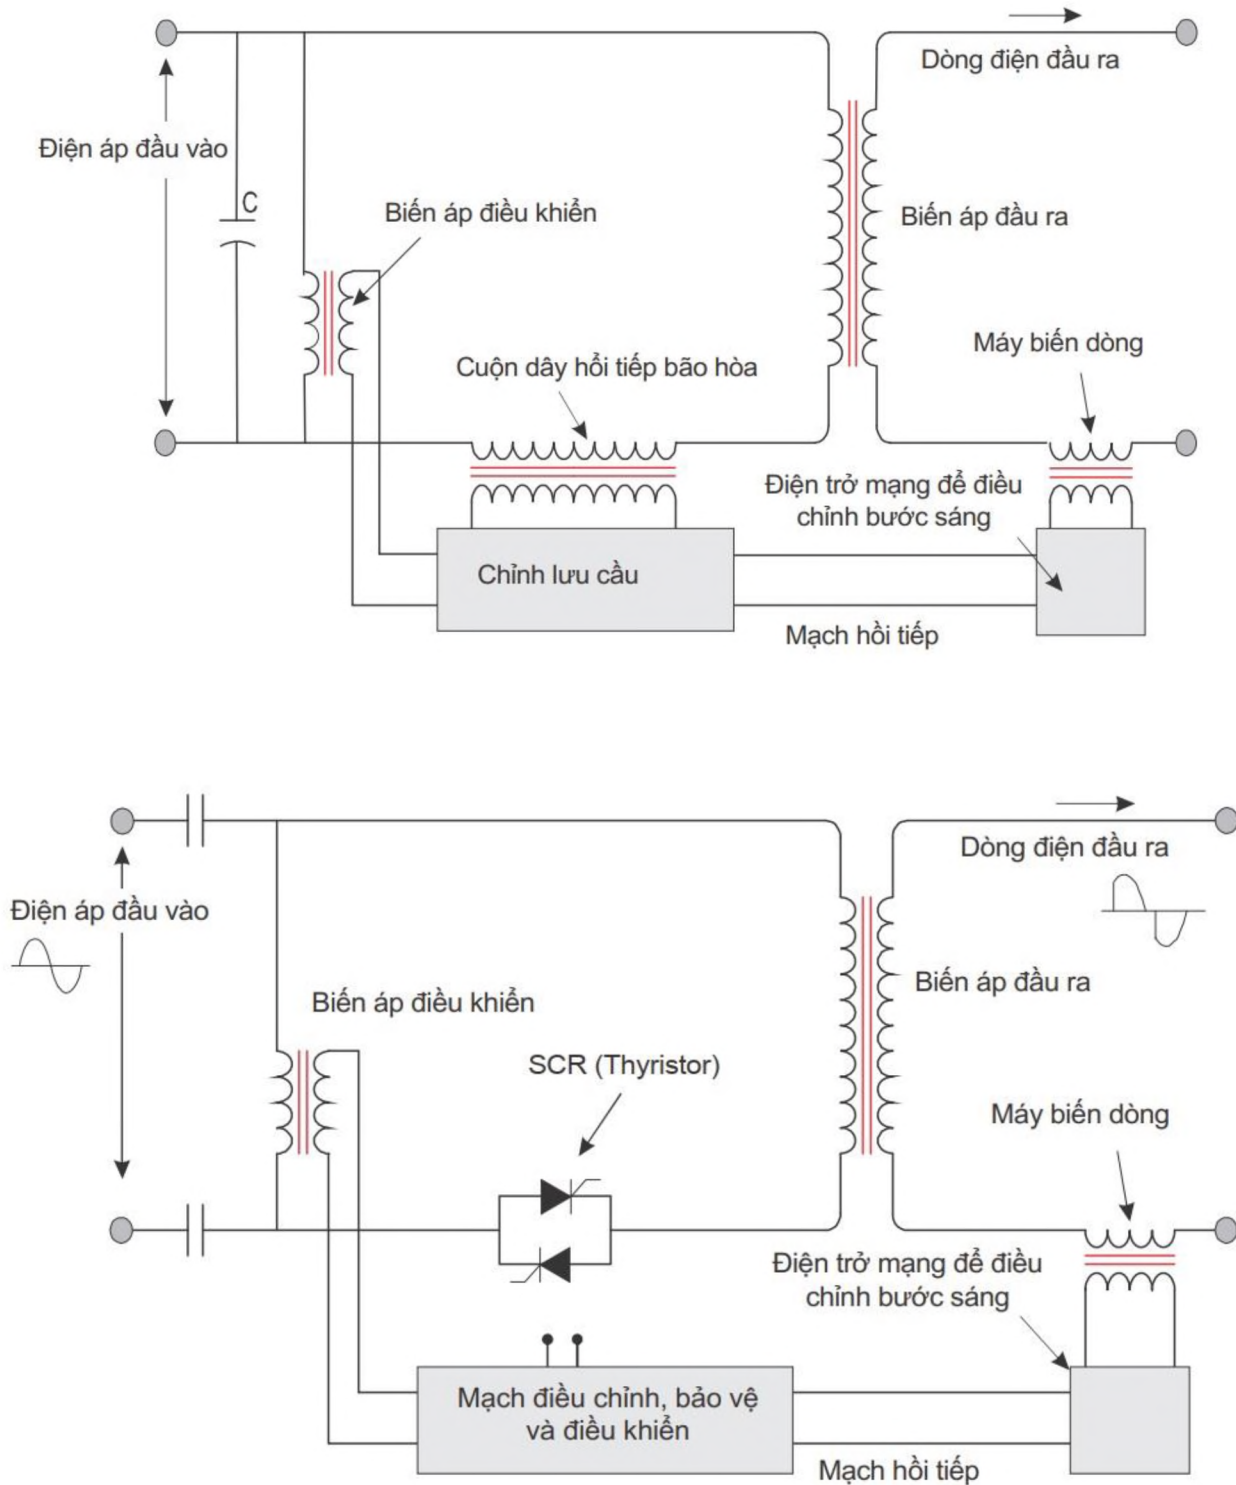 Dòng điện đầu ra
Điện áp đầu vào
C
Biến áp điều khiển
Biến áp đầu ra
Máy biến dòng
Cuộn dây hồi tiếp bão hòa
Điện trở mạng để điều
chỉnh bước sáng
Chỉnh lưu cầu
Mạch hồi tiếp
Dòng điện đầu ra
Điện áp đầu vào
Biến áp đầu ra
Biến áp điều khiển
SCR (Thyristor)
Máy biến dòng
Điện trở mạng để điều
chỉnh bước sáng
Mạch điều chỉnh, bảo vệ
và điều khiển
Mạch hồi tiếp